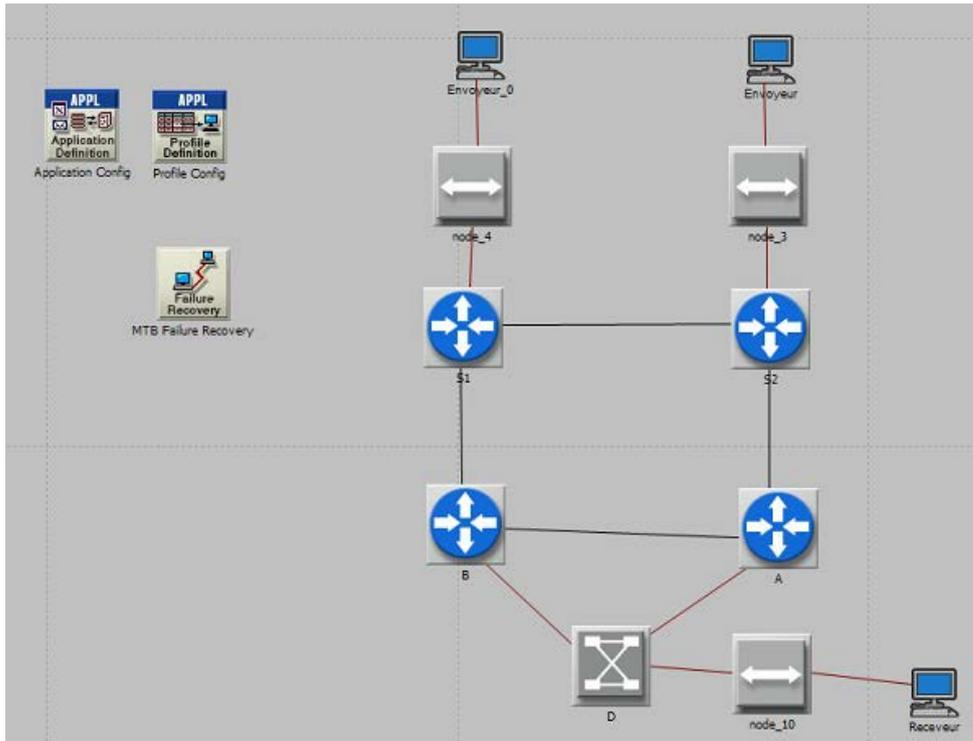 Envoyeur_0
Envoyeur
APPL
Application
Definition
Application Config
APPL
Profile
Definition
Profile Config
node_4
node_3
Failure
Recovery
MTB Failure Recovery
S1
S2
B
A
D
node_10
Receveur